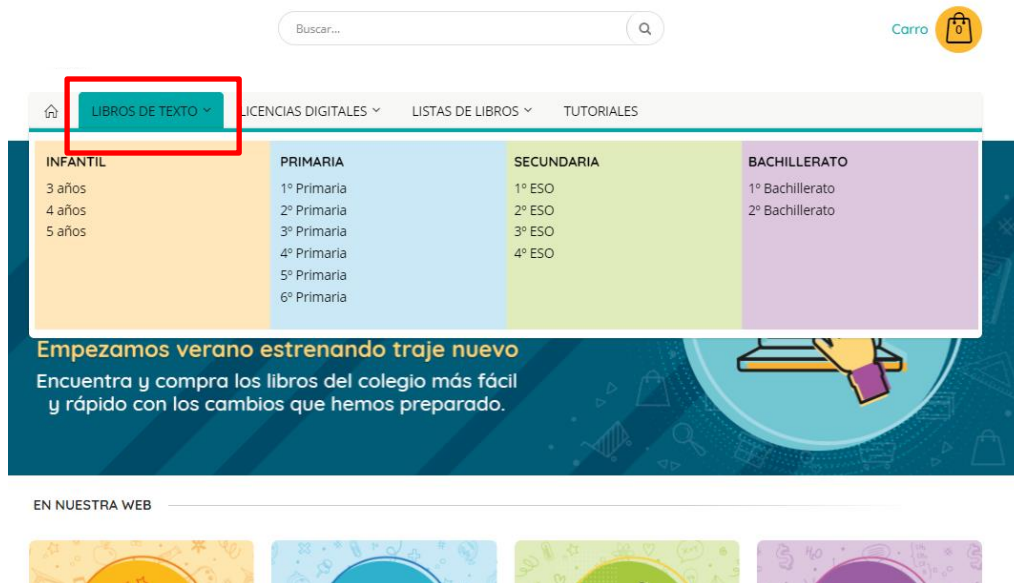 Buscar...
Carro 0
LIBROS DE TEXTO LICENCIAS DIGITALES LISTAS DE LIBROS TUTORIALES
INFANTIL
3 años
4 años
5 años
PRIMARIA
1º Primaria
2º Primaria
3º Primaria
4º Primaria
5º Primaria
6º Primaria
SECUNDARIA
1º ESO
2º ESO
3º ESO
4º ESO
BACHILLERATO
1º Bachillerato
2º Bachillerato
Empezamos verano estrenando traje nuevo
Encuentra y compra los libros del colegio más fácil
y rápido con los cambios que hemos preparado.
EN NUESTRA WEB